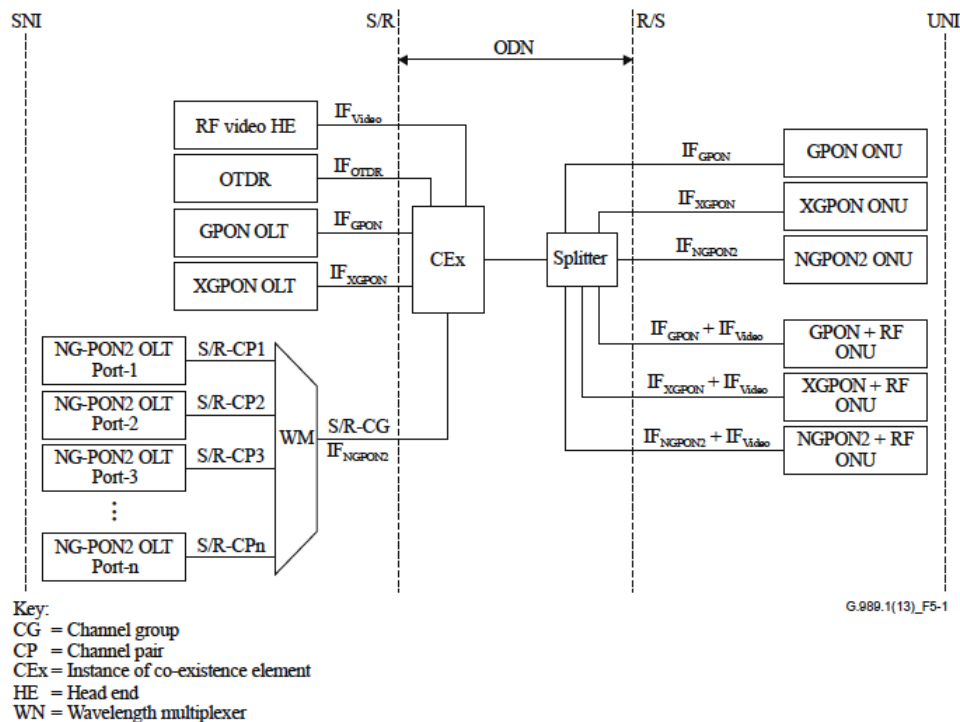 SNI
S/R
R/S
UNI
ODN
RF video HE
IFVideo
OTDR
IFOTDR
GPON OLT
IFGPON
XGPON OLT
IFXGPON
CEx
Splitter
IFGPON
GPON ONU
IFXGPON
XGPON ONU
IFNGPON2
NGPON2 ONU
IFGPON + IFVideo
GPON + RF
ONU
IFXGPON + IFVideo
XGPON + RF
ONU
IFNGPON2 + IFVideo
NGPON2 + RF
ONU
NG-PON2 OLT
Port-1
S/R-CP1
NG-PON2 OLT
Port-2
S/R-CP2
NG-PON2 OLT
Port-3
S/R-CP3
⋮
NG-PON2 OLT
Port-n
S/R-CPn
WM
S/R-CG
IFNGPON2
G.989.1(13)_F5-1
Key:
CG = Channel group
CP = Channel pair
CEx = Instance of co-existence element
HE = Head end
WN = Wavelength multiplexer